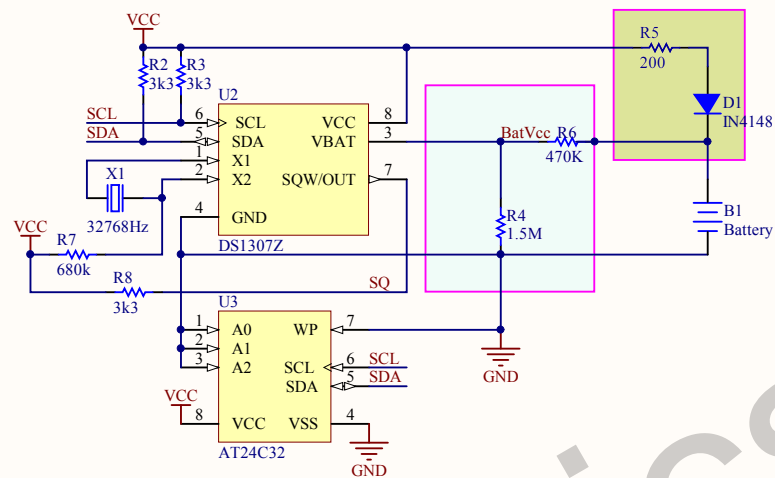 VCC
R2
3k3
R3
3k3
R5
200
D1
IN4148
SCL
SDA
U2
6
5
1
2
4
SCL
SDA
X1
X2
GND
VCC
VBAT
SQW/OUT
8
3
7
DS1307Z
X1
32768Hz
BatVcc
R6
470K
R4
1.5M
B1
Battery
VCC
R7
680k
R8
3k3
SQ
U3
1
2
3
8
A0
A1
A2
VCC
WP
SCL
SDA
VSS
7
6
5
4
SCL
SDA
VCC
AT24C32
GND
GND